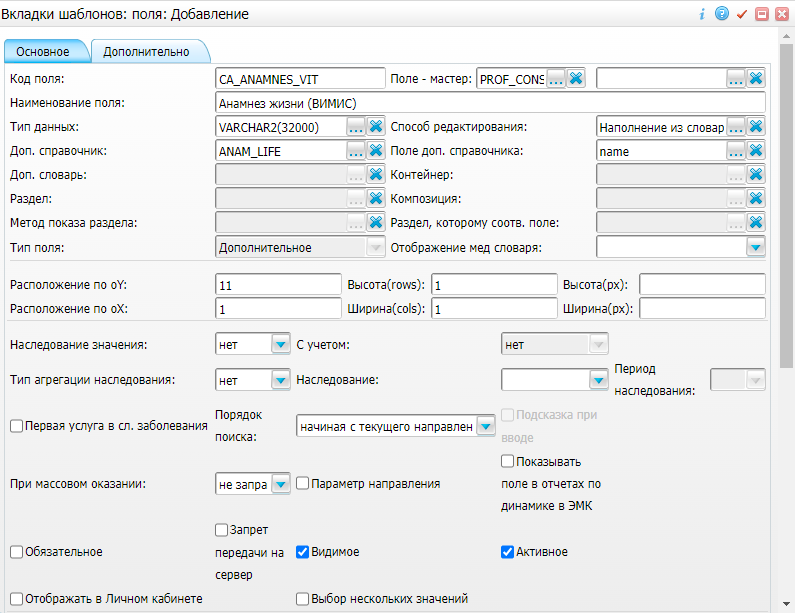 Вкладки шаблонов: поля: Добавление
Основное Дополнительно
Код поля: CA_ANAMNES_VIT Поле - мастер: PROF_CONS ...
Наименование поля: Анамнез жизни (ВИМИС)
Тип данных: VARCHAR2(32000) ... Способ редактирования: Наполнение из словар ...
Доп. справочник: ANAM_LIFE ... Поле доп. справочника: name ...
Доп. словарь: ... Контейнер: ...
Раздел: ... Композиция: ...
Метод показа раздела: ... Раздел, которому соотв. поле: ...
Тип поля: Дополнительное Отображение мед словаря:
Расположение по oY: 11 Высота(rows): 1 Высота(px):
Расположение по oX: 1 Ширина(cols): 1 Ширина(px):
Наследование значения: нет С учетом: нет
Тип агрегации наследования: нет Наследование: Период
наследования:
Первая услуга в сл. заболевания Порядок
поиска: начиная с текущего направлен Подсказка при
вводе
При массовом оказании: не запра Параметр направления Показывать
поле в отчетах по
динамике в ЭМК
Обязательное Запрет
передачи на
сервер Видимое Активное
Отображать в Личном кабинете Выбор нескольких значений